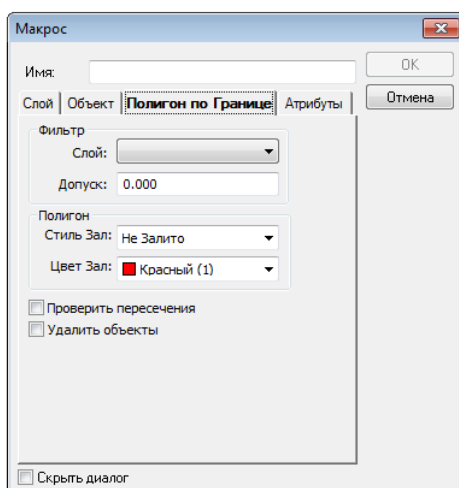 Макрос
Имя:
OK
Отмена
Слой Объект Полигон по Границе Атрибуты
Фильтр
Слой:
Допуск: 0.000
Полигон
Стиль Зал: Не Залито
Цвет Зал: Красный (1)
Проверить пересечения
Удалить объекты
Скрыть диалог